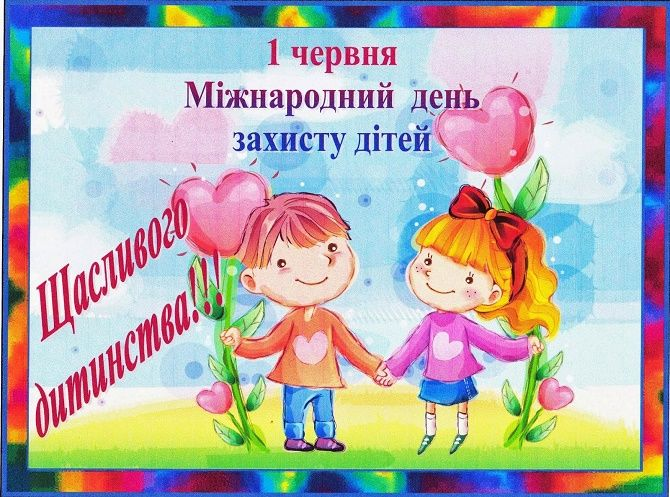 1 червня
Міжнародний день
захисту дітей
Щасливого
дитинства!!!